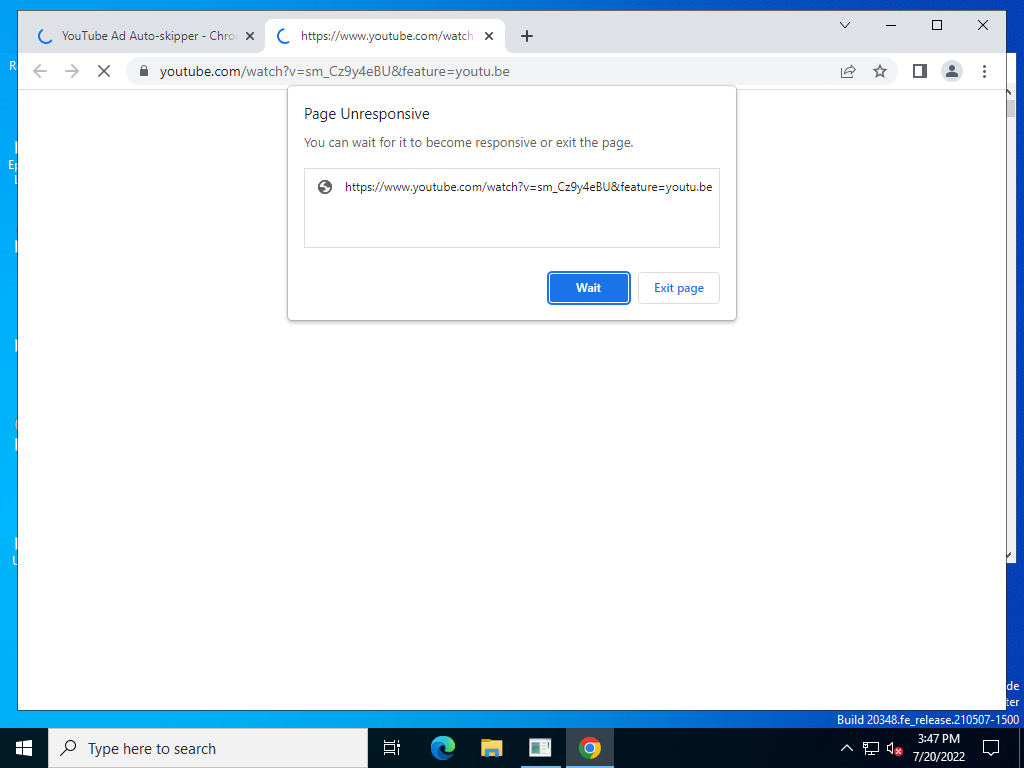 YouTube Ad Auto-skipper - Chro
https://www.youtube.com/watch
youtube.com/watch?v=sm_Cz9y4eBU&feature=youtu.be
Page Unresponsive
You can wait for it to become responsive or exit the page.
https://www.youtube.com/watch?v=sm_Cz9y4eBU&feature=youtu.be
Wait
Exit page
R
Ep
L
U
de
ter
Build 20348.fe_release.210507-1500
Type here to search
3:47 PM
7/20/2022